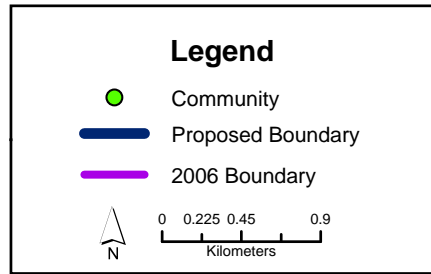 Legend
Community
Proposed Boundary
2006 Boundary
N
0 0.225 0.45 0.9
Kilometers